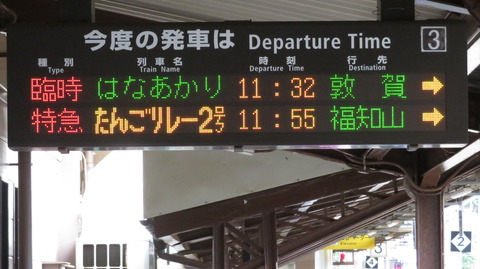 今度の発車は Departure Time 3
種別 列車名 時刻 行先
Type Train Name Departure Time Destination
臨時 はなあかり 11:32 敦賀 →
特急 たんごリレー2号 11:55 福知山 →
3
2